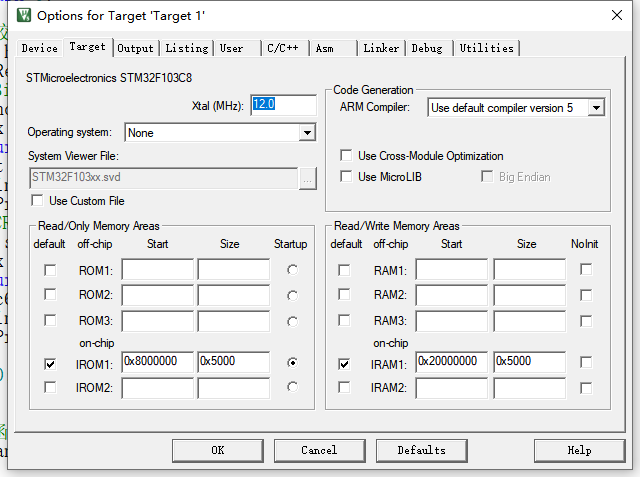 Options for Target 'Target 1'
Device Target Output Listing User C/C++ Asm Linker Debug Utilities
STMicroelectronics STM32F103C8
Xtal (MHz): 12.0
Operating system: None
System Viewer File:
STM32F103xx.svd ...
Use Custom File
Code Generation
ARM Compiler: Use default compiler version 5
Use Cross-Module Optimization
Use MicroLIB Big Endian
Read/Only Memory Areas
default off-chip Start Size Startup
ROM1:
ROM2:
ROM3:
on-chip
IROM1: 0x8000000 0x5000
IROM2:
Read/Write Memory Areas
default off-chip Start Size NoInit
RAM1:
RAM2:
RAM3:
on-chip
IRAM1: 0x20000000 0x5000
IRAM2:
OK Cancel Defaults Help